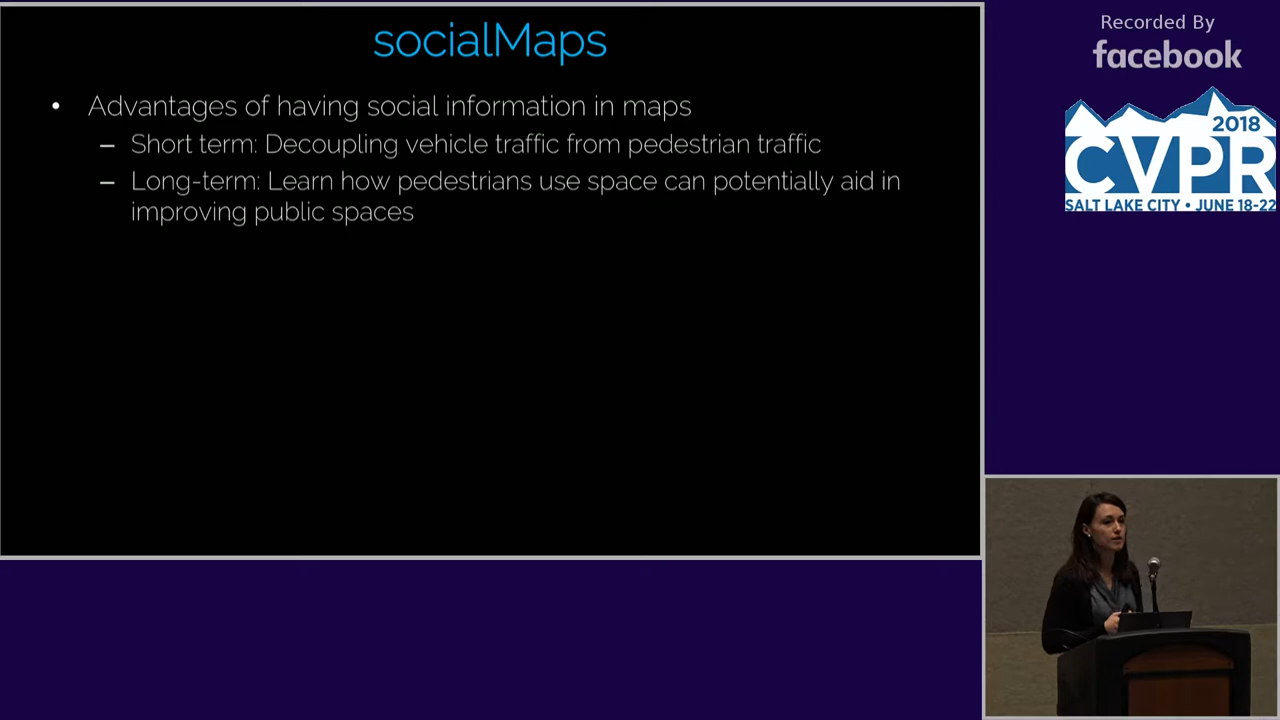 socialMaps
• Advantages of having social information in maps
– Short term: Decoupling vehicle traffic from pedestrian traffic
– Long-term: Learn how pedestrians use space can potentially aid in
improving public spaces
Recorded By
facebook
2018
CVPR
SALT LAKE CITY • JUNE 18-22